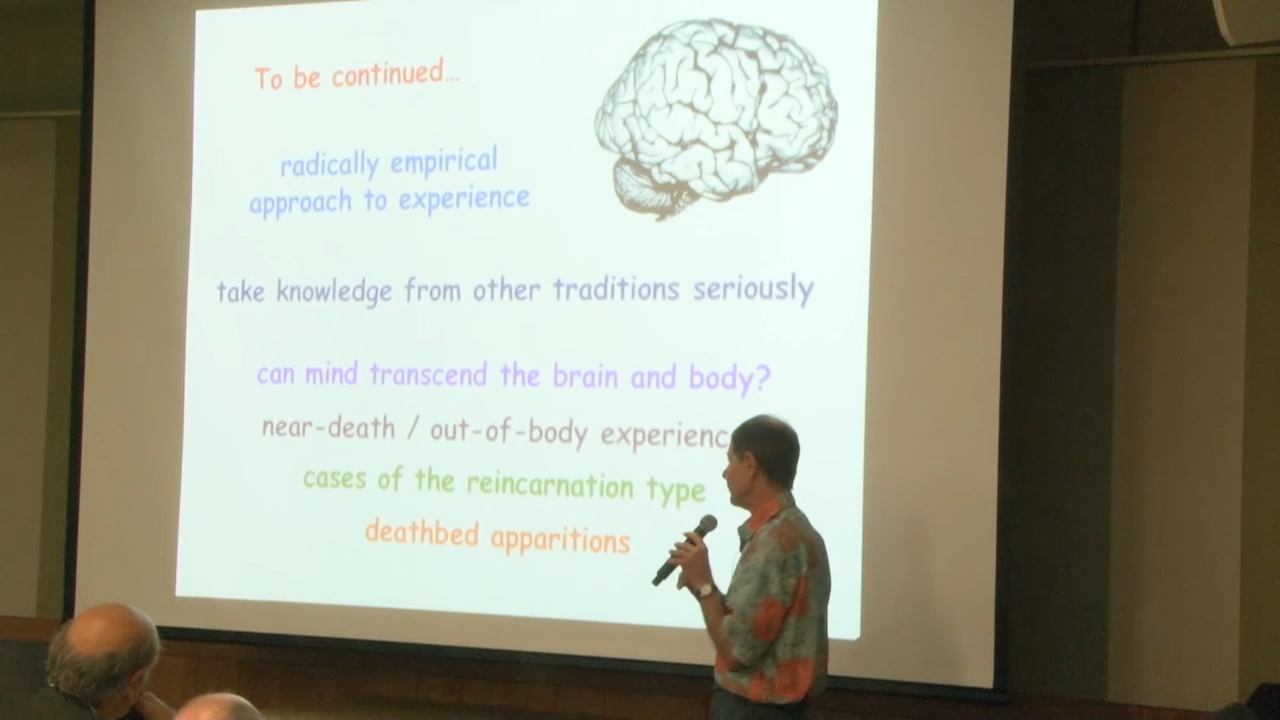 To be continued...
radically empirical
approach to experience
take knowledge from other traditions seriously
can mind transcend the brain and body?
near-death / out-of-body experienc
cases of the reincarnation type
deathbed apparitions